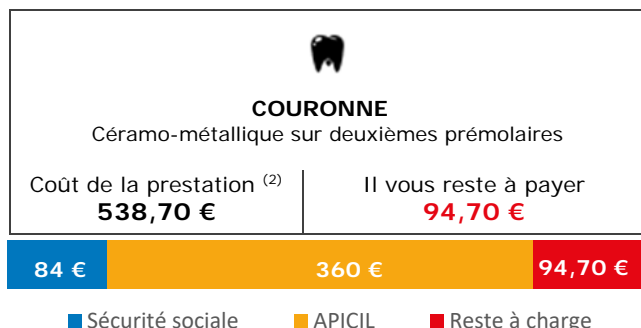 COURONNE
Céramo-métallique sur deuxièmes prémolaires
Coût de la prestation (2)
538,70 €
Il vous reste à payer
94,70 €
84 € 360 € 94,70 €
Sécurité sociale APICIL Reste à charge